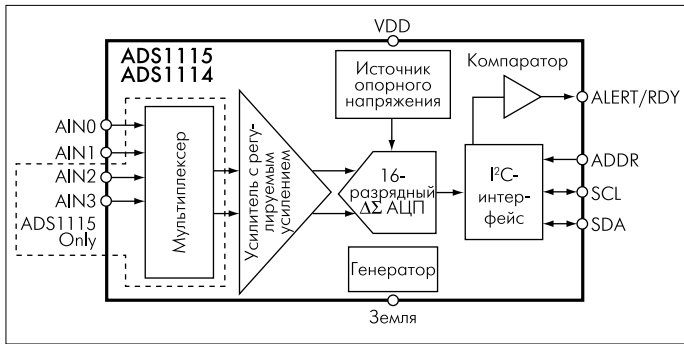 VDD
ADS1115
ADS1114
Источник
опорного
напряжения
Компаратор
ALERT/RDY
AIN0
AIN1
AIN2
AIN3
ADS1115
Only
Мультиплексер
Усилитель с регу-
лируемым
усилением
16-
разрядный
ΔΣ АЦП
I²C-
интер-
фейс
ADDR
SCL
SDA
Генератор
Земля